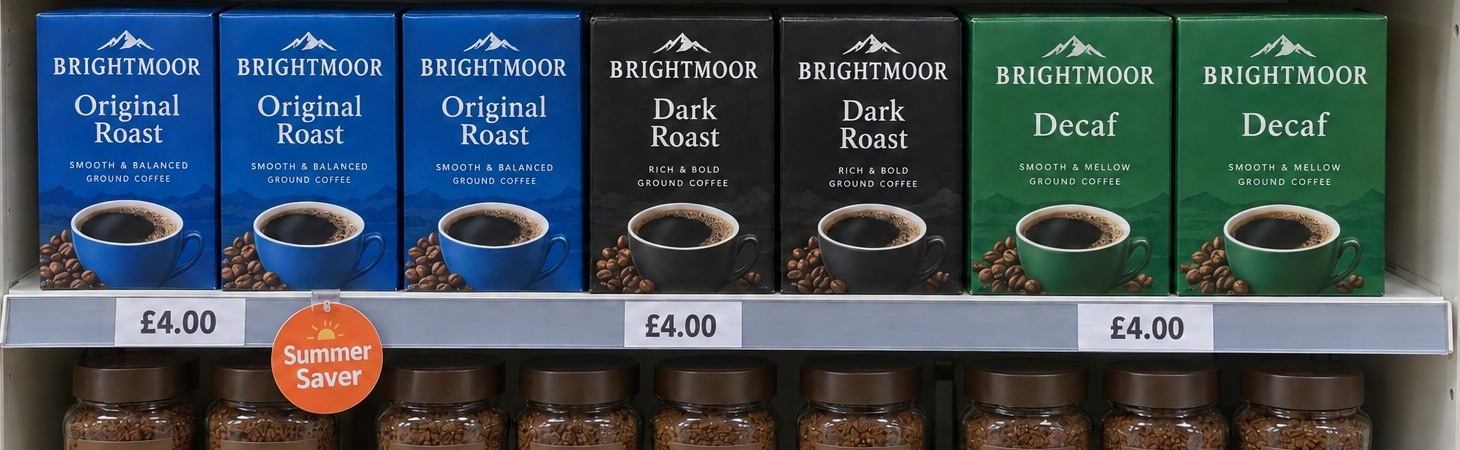 BRIGHTMOOR
Original
Roast
SMOOTH & BALANCED
GROUND COFFEE
BRIGHTMOOR
Original
Roast
SMOOTH & BALANCED
GROUND COFFEE
BRIGHTMOOR
Original
Roast
SMOOTH & BALANCED
GROUND COFFEE
BRIGHTMOOR
Dark
Roast
RICH & BOLD
GROUND COFFEE
BRIGHTMOOR
Dark
Roast
RICH & BOLD
GROUND COFFEE
BRIGHTMOOR
Decaf
SMOOTH & MELLOW
GROUND COFFEE
BRIGHTMOOR
Decaf
SMOOTH & MELLOW
GROUND COFFEE
£4.00
Summer
Saver
£4.00
£4.00